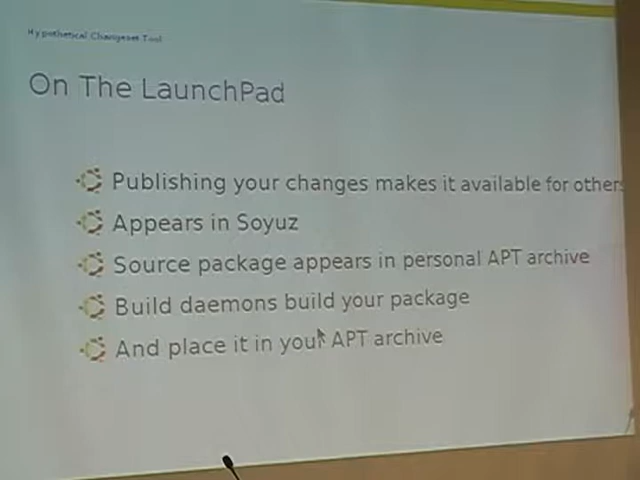 Hypothetical Changeset Tool
On The LaunchPad
Publishing your changes makes it available for others
Appears in Soyuz
Source package appears in personal APT archive
Build daemons build your package
And place it in your APT archive